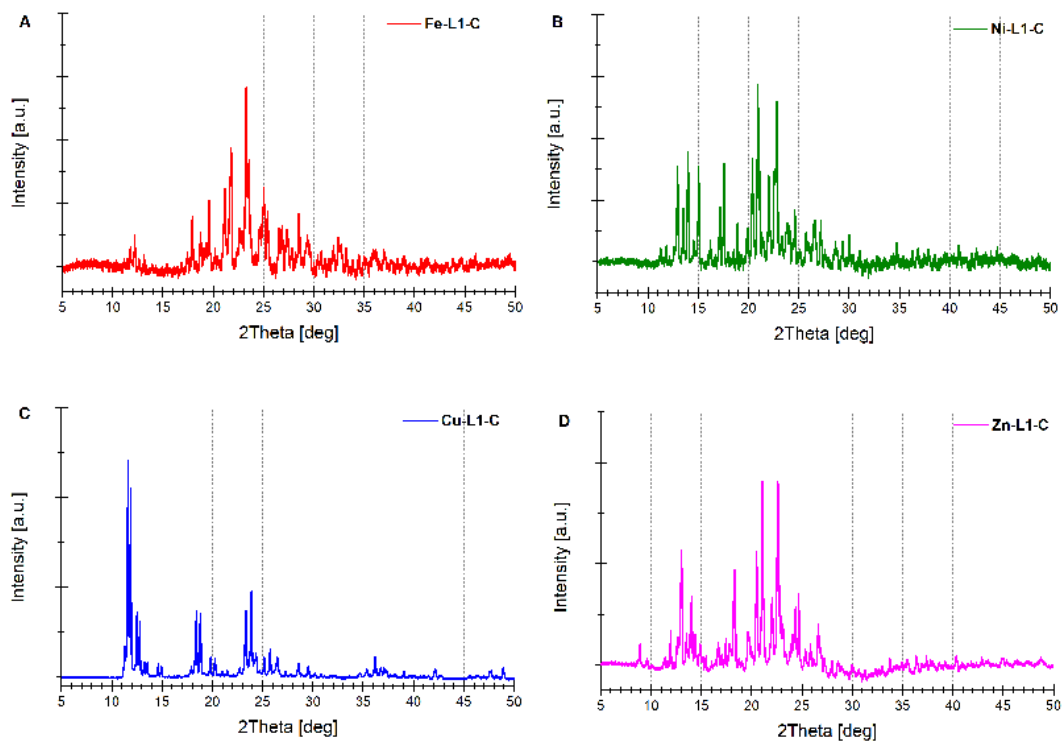 A
Fe-L1-C
Intensity [a.u.]
5 10 15 20 25 30 35 40 45 50
2Theta [deg]
B
Ni-L1-C
Intensity [a.u.]
5 10 15 20 25 30 35 40 45 50
2Theta [deg]
C
Cu-L1-C
Intensity [a.u.]
5 10 15 20 25 30 35 40 45 50
2Theta [deg]
D
Zn-L1-C
Intensity [a.u.]
5 10 15 20 25 30 35 40 45 50
2Theta [deg]